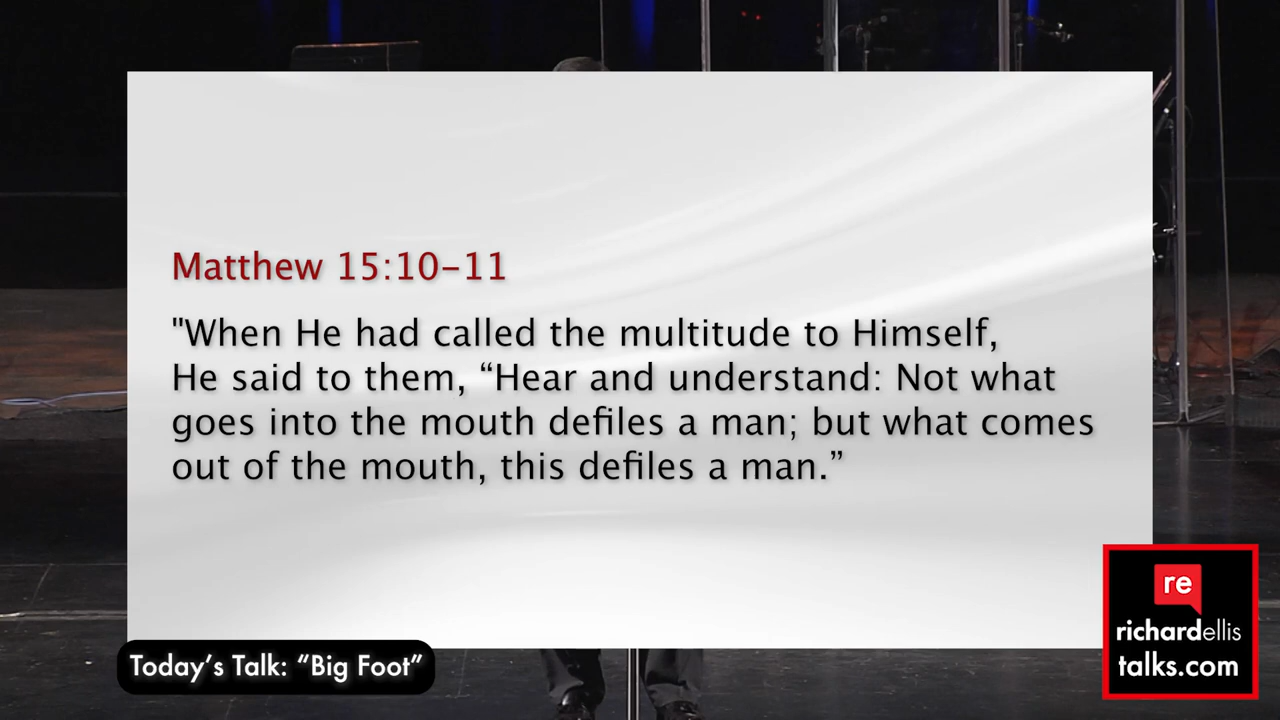 Matthew 15:10–11
"When He had called the multitude to Himself,
He said to them, “Hear and understand: Not what
goes into the mouth defiles a man; but what comes
out of the mouth, this defiles a man.”
Today’s Talk: “Big Foot”
re
richardellis
talks.com